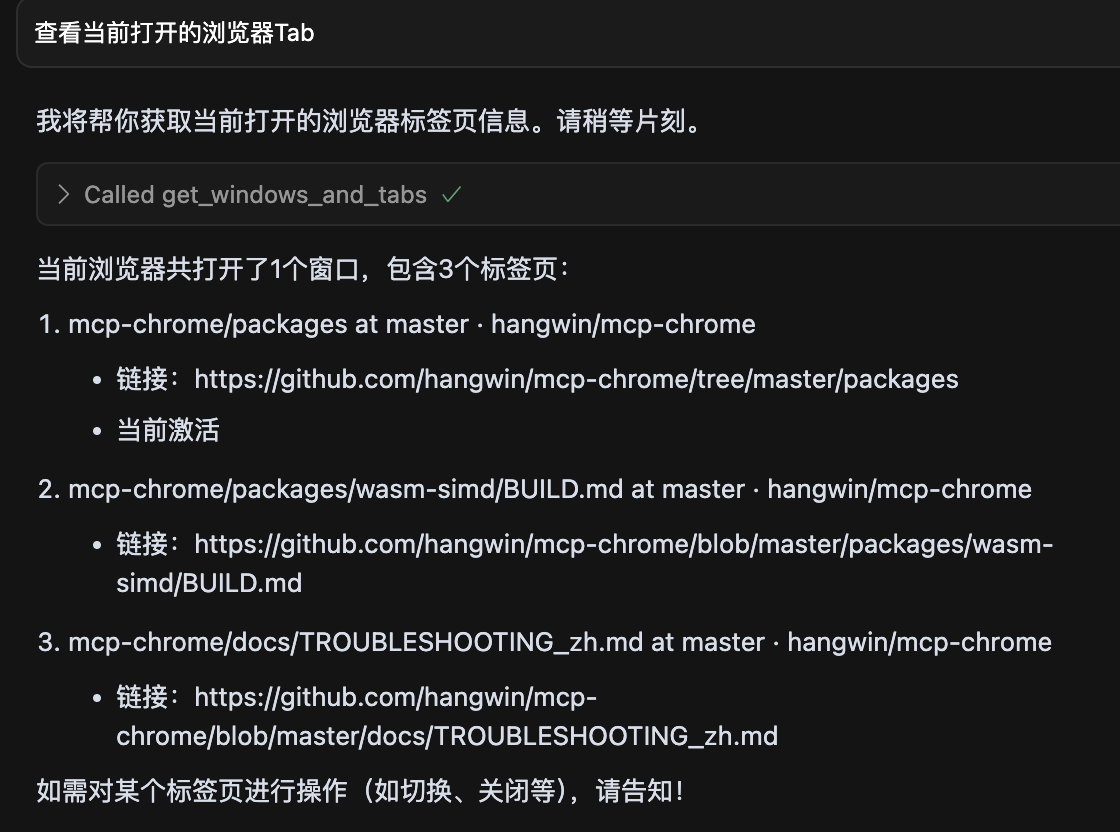 查看当前打开的浏览器Tab
我将帮你获取当前打开的浏览器标签页信息。请稍等片刻。
Called get_windows_and_tabs ✓
当前浏览器共打开了1个窗口，包含3个标签页：
1. mcp-chrome/packages at master · hangwin/mcp-chrome
• 链接：https://github.com/hangwin/mcp-chrome/tree/master/packages
• 当前激活
2. mcp-chrome/packages/wasm-simd/BUILD.md at master · hangwin/mcp-chrome
• 链接：https://github.com/hangwin/mcp-chrome/blob/master/packages/wasm-
simd/BUILD.md
3. mcp-chrome/docs/TROUBLESHOOTING_zh.md at master · hangwin/mcp-chrome
• 链接：https://github.com/hangwin/mcp-
chrome/blob/master/docs/TROUBLESHOOTING_zh.md
如需对某个标签页进行操作（如切换、关闭等），请告知！